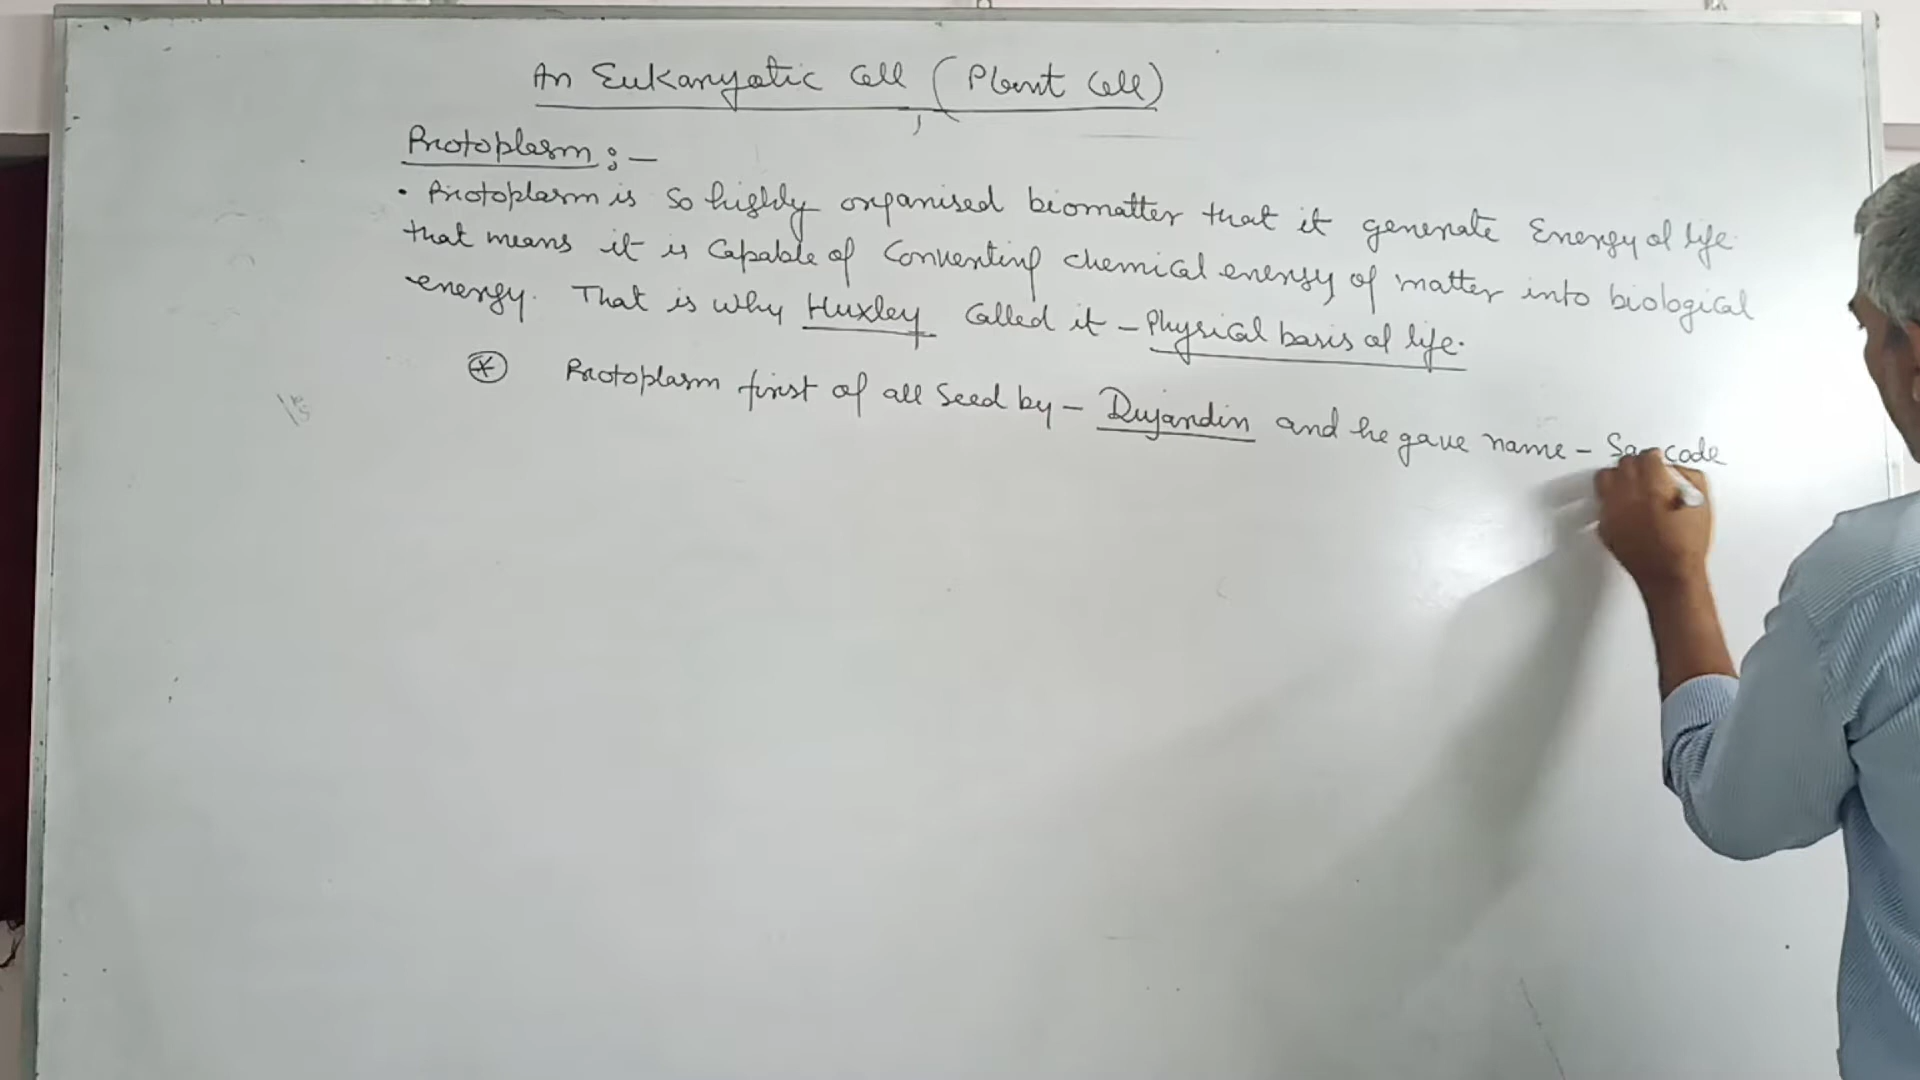 An Eukaryotic Cell (Plant Cell)
Protoplasm :-
• Protoplasm is so highly organised biomatter that it generate Energy of life
that means it is Capable of Converting chemical energy of matter into biological
energy. That is why Huxley Called it - Physical basis of life.
* Protoplasm first of all Seed by - Dujardin and he gave name - Sarcode